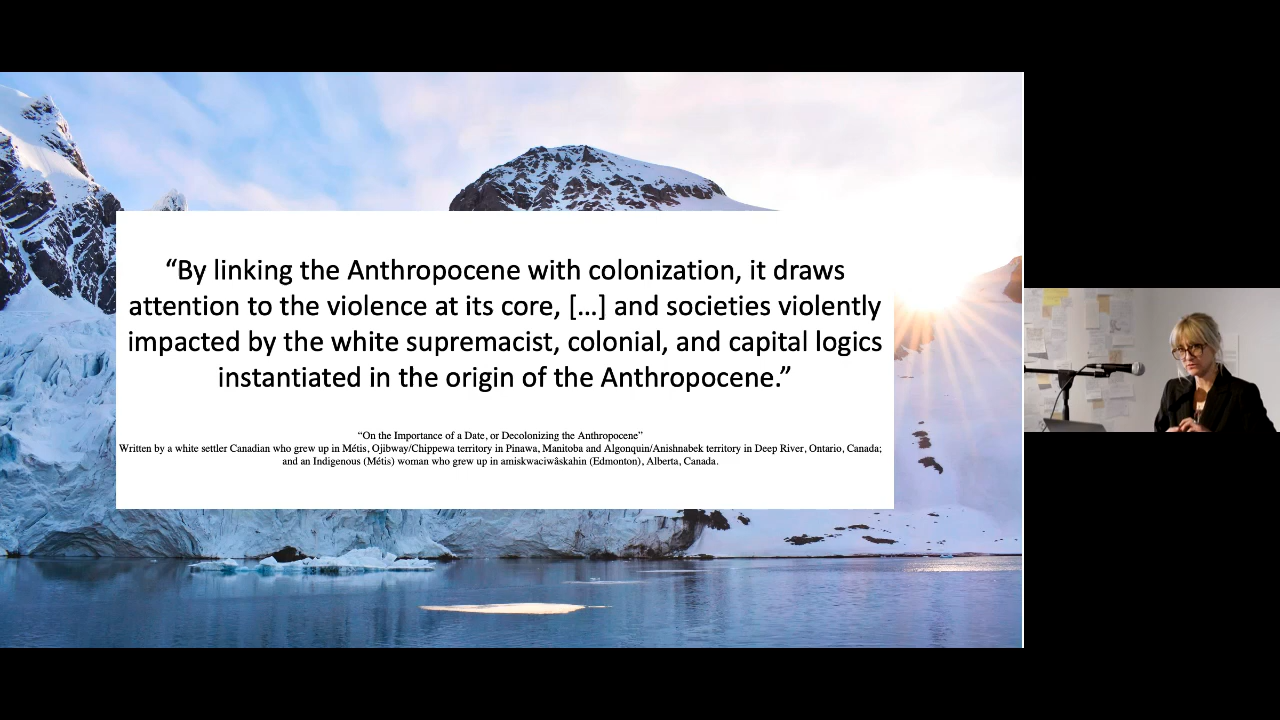 “By linking the Anthropocene with colonization, it draws
attention to the violence at its core, [...] and societies violently
impacted by the white supremacist, colonial, and capital logics
instantiated in the origin of the Anthropocene.”
“On the Importance of a Date, or Decolonizing the Anthropocene”
Written by a white settler Canadian who grew up in Métis, Ojibway/Chippewa territory in Pinawa, Manitoba and Algonquin/Anishnabek territory in Deep River, Ontario, Canada;
and an Indigenous (Métis) woman who grew up in amiskwaciwâskahin (Edmonton), Alberta, Canada.